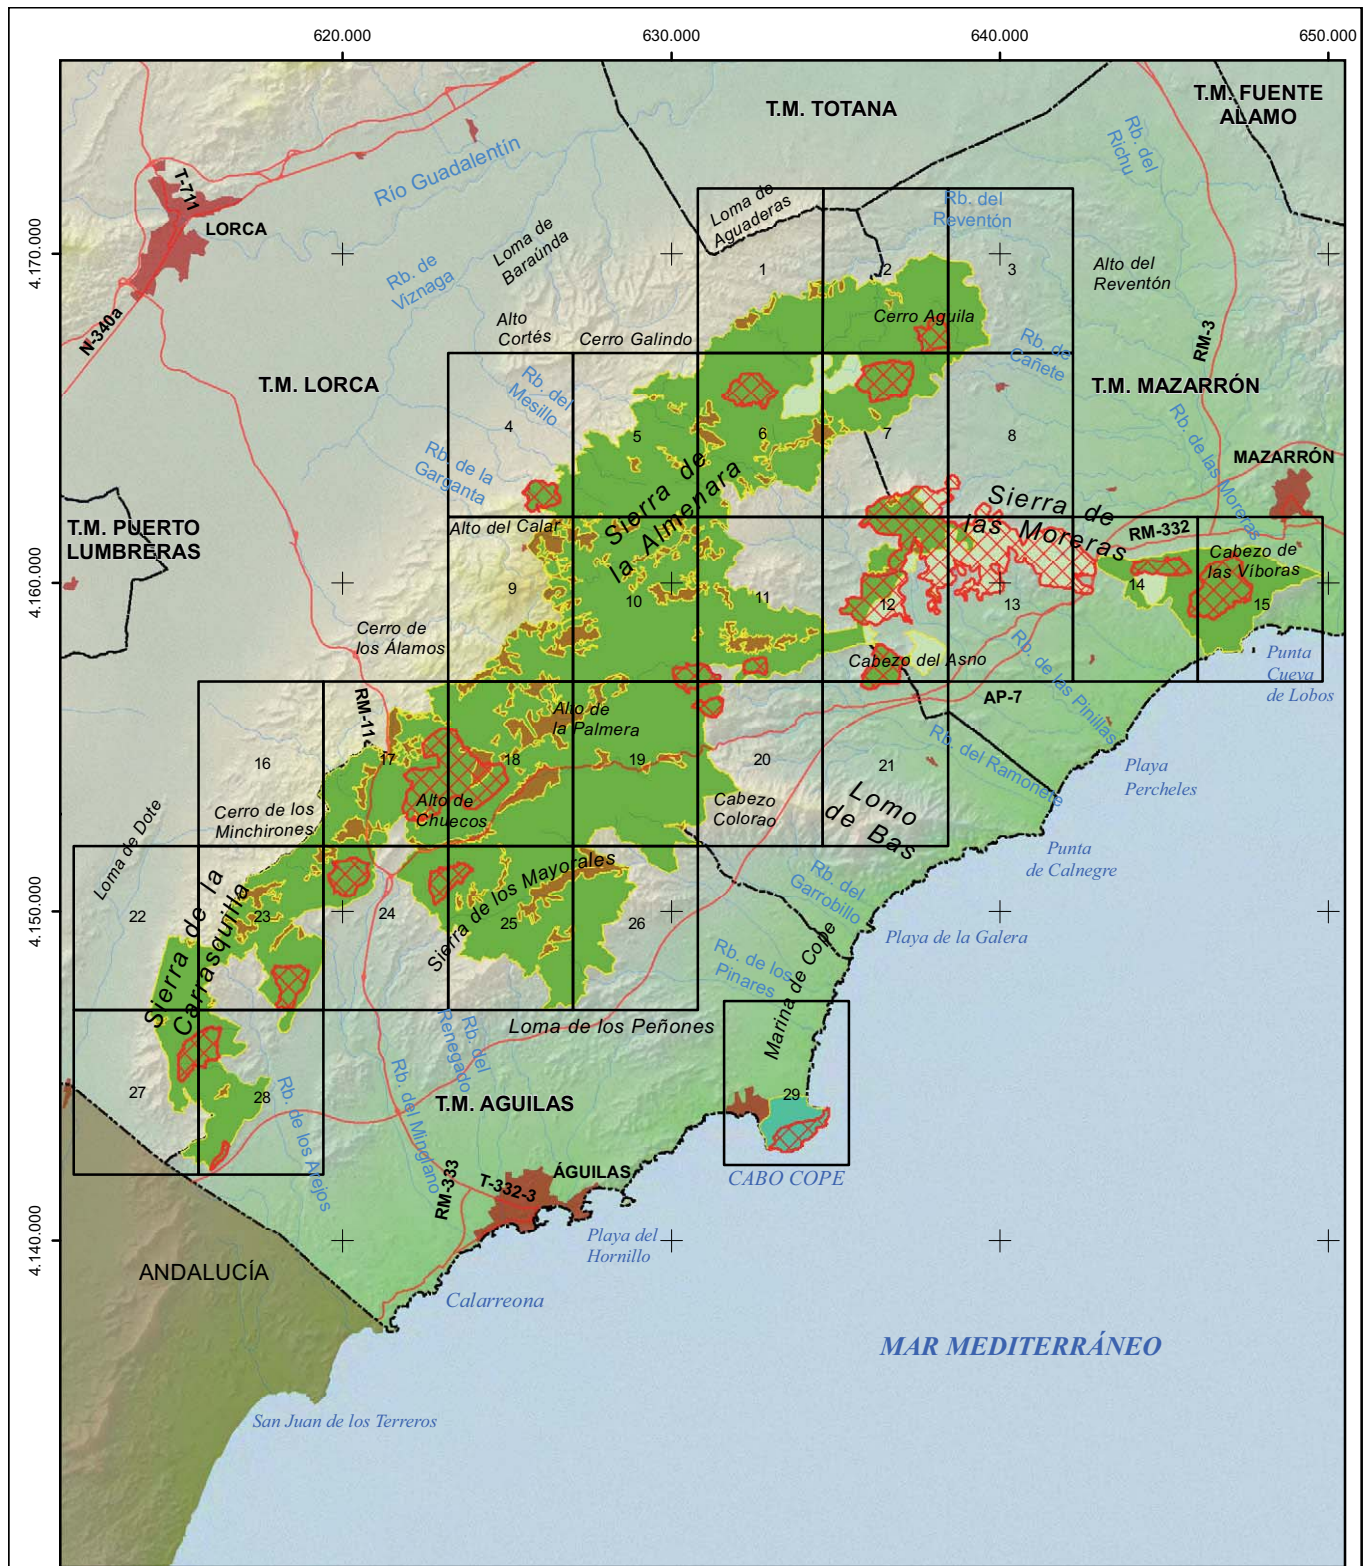 620.000
630.000
640.000
650.000
4.170.000
4.160.000
4.150.000
4.140.000
T.M. TOTANA
T.M. FUENTE
ALAMO
Rb. del
Richu
Río Guadalentín
T-711
LORCA
N-340a
Loma de
Aguaderas
Rb. del
Reventón
Loma de
Baraúnda
Rb. de
Viznaga
1
2
3
Alto del
Reventón
Alto
Cortés
Cerro Galindo
Cerro Aguila
Rb. de
Cañete
RM-3
T.M. LORCA
Rb. del
Mesillo
T.M. MAZARRÓN
4
5
6
7
8
Rb. de las Moreras
MAZARRÓN
Rb. de la
Garganta
Sierra de
la Almenara
Sierra de
las Moreras
T.M. PUERTO
LUMBRERAS
Alto del Calar
RM-332
Cabezo de
las Víboras
9
10
11
12
13
14
15
Cerro de
los Álamos
Cabezo del Asno
Rb. de las Pinillas
Punta
Cueva
de Lobos
RM-11
Alto de
la Palmera
AP-7
Rb. del Ramonete
16
17
18
19
20
21
Playa
Percheles
Cerro de los
Minchirones
Alto de
Chuecos
Cabezo
Colorao
Lomo
de Bas
Loma de Dote
Punta
de Calnegre
Sierra de la
Carrasquilla
Sierra de los Mayorales
Rb. del
Garrobillo
22
23
24
25
26
Playa de la Galera
Rb. de los
Pinares
Marina de Cope
Loma de los Peñones
Rb. del
Renegado
27
28
29
Rb. de los Arejos
Rb. del Minglano
T.M. AGUILAS
CABO COPE
RM-333
T-332-3
ÁGUILAS
Playa del
Hornillo
ANDALUCÍA
Calarreona
MAR MEDITERRÁNEO
San Juan de los Terreros